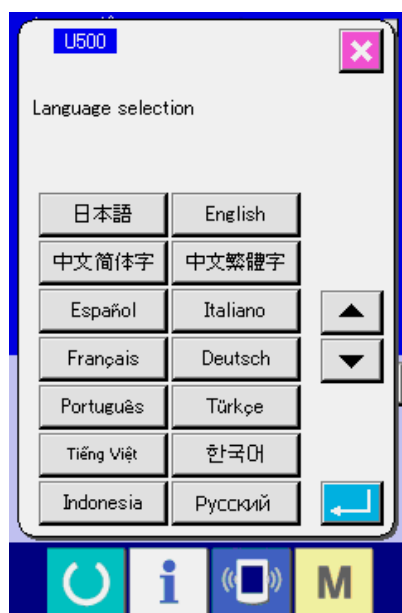 U500
Language selection
日本語 English
中文简体字 中文繁體字
Español Italiano
Français Deutsch
Português Türkçe
Tiếng Việt 한국어
Indonesia Русский
i M